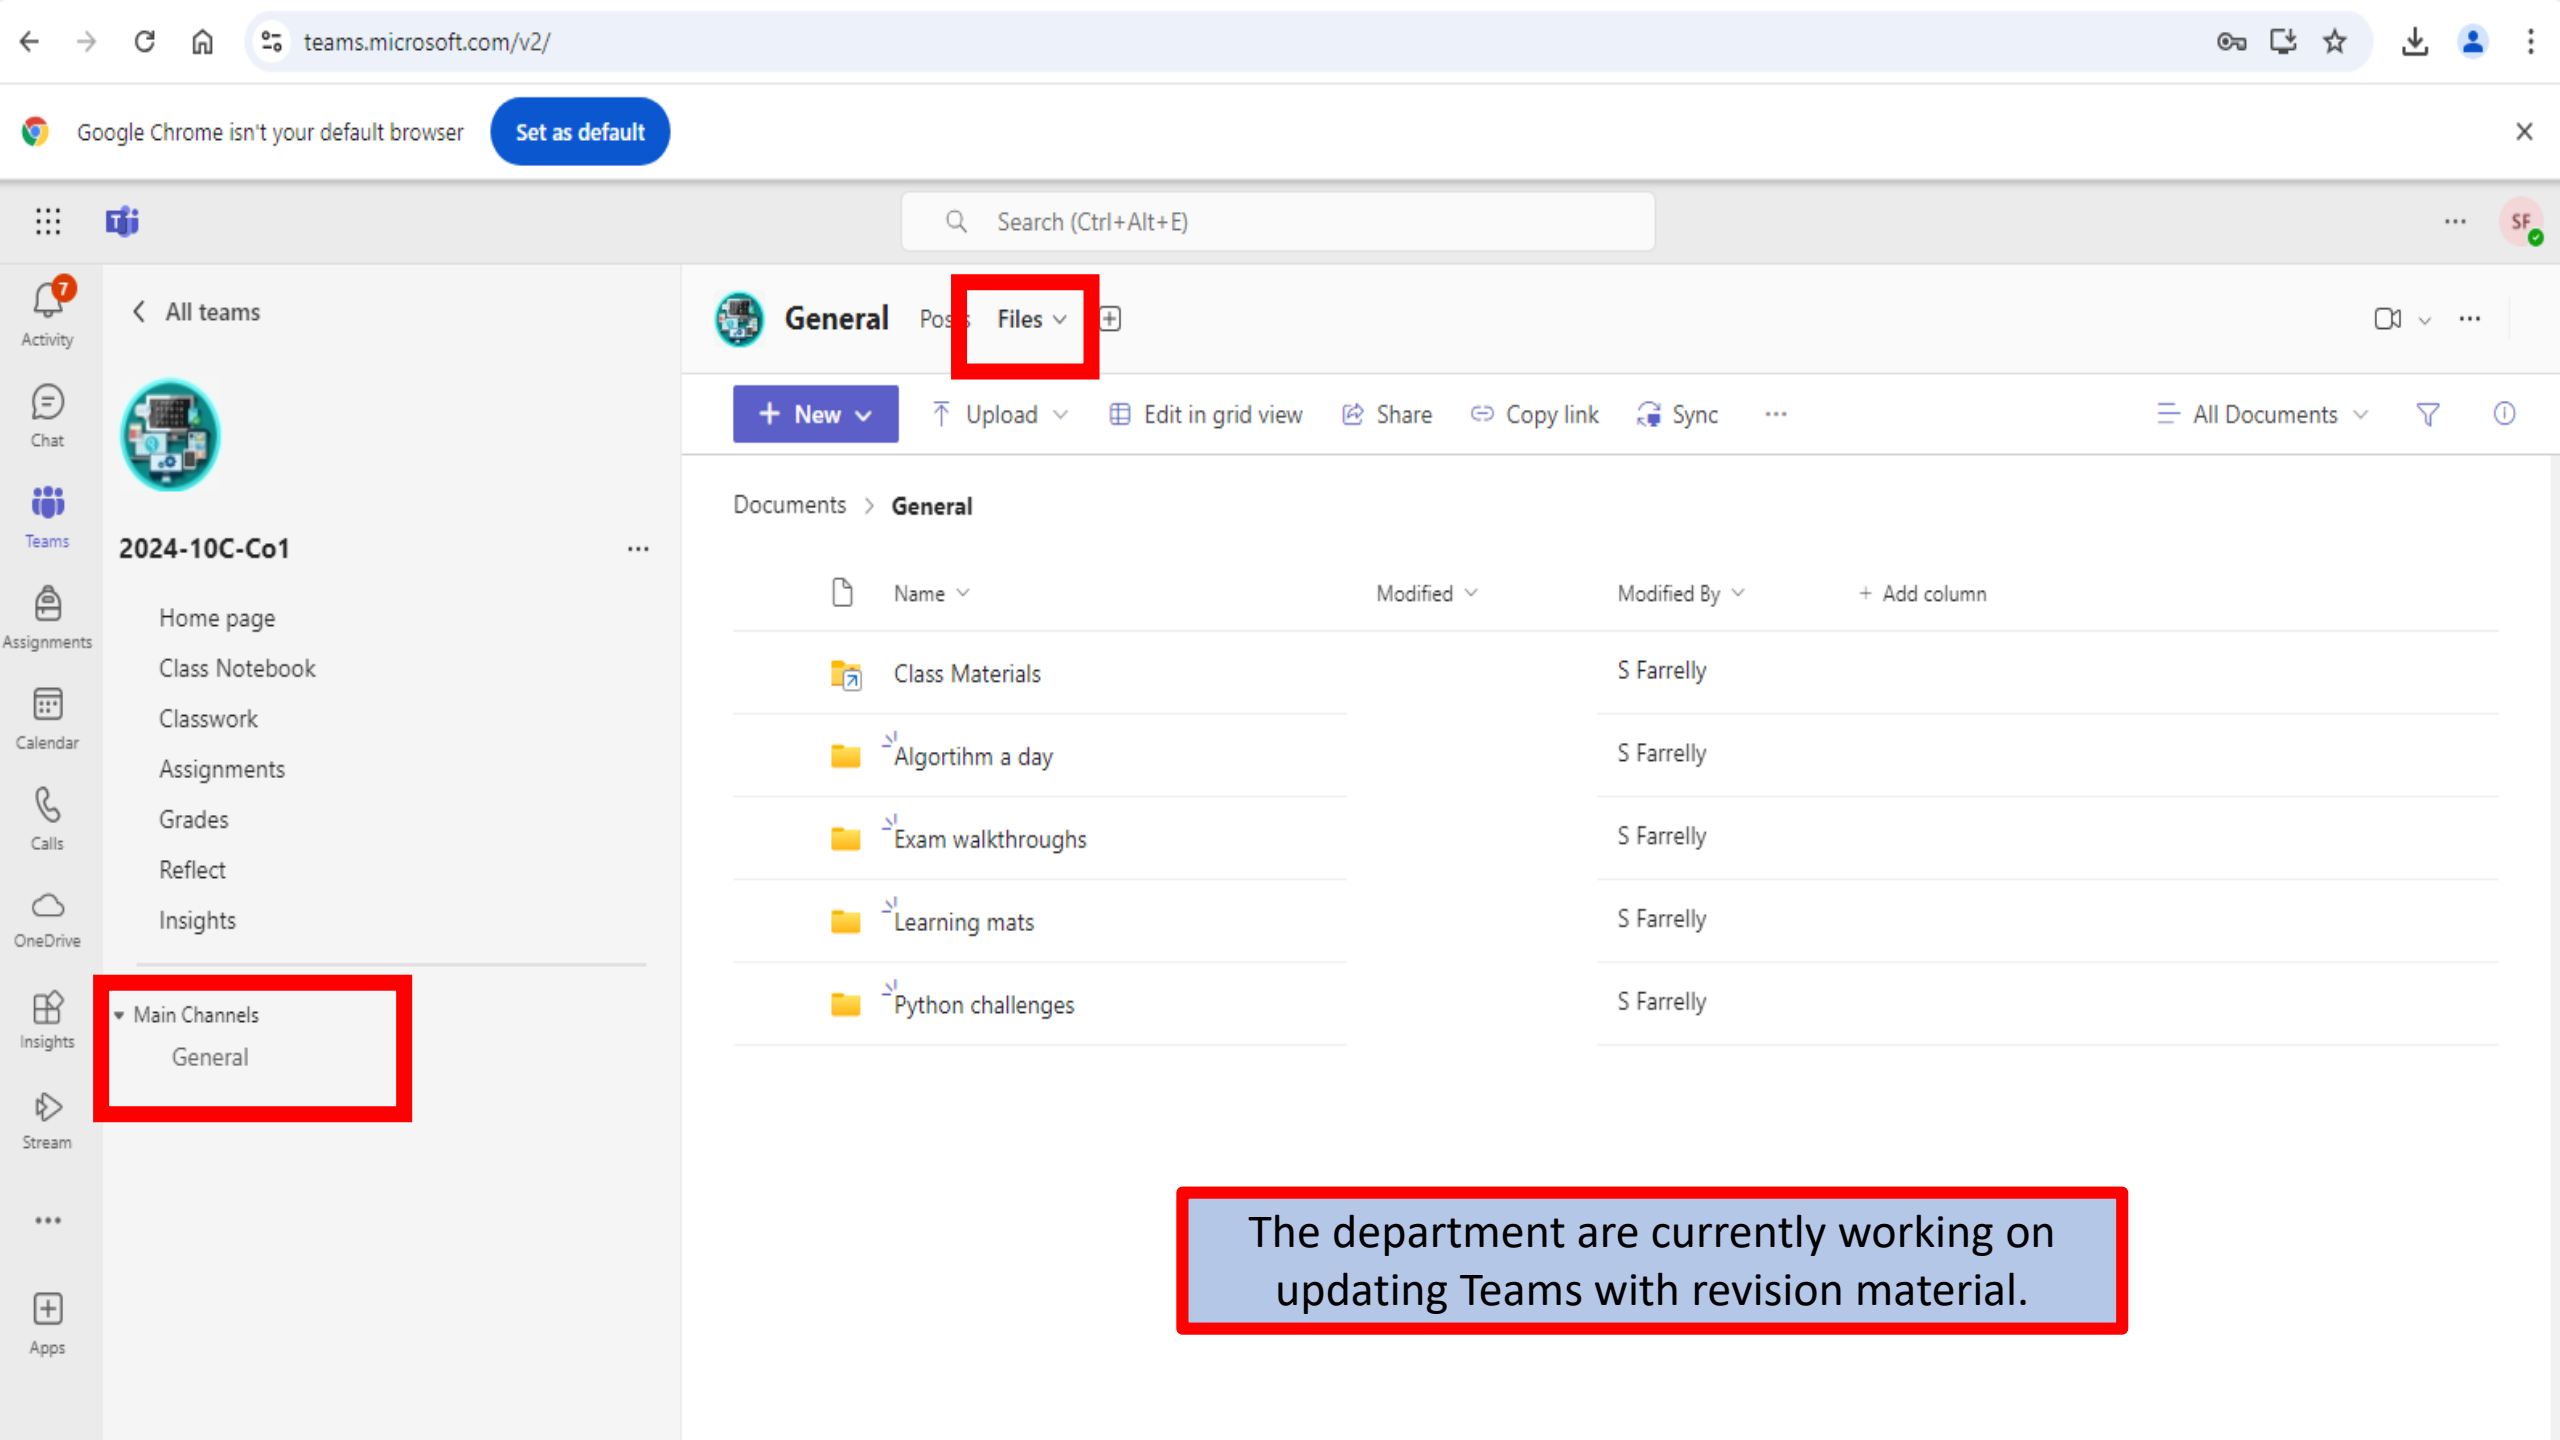 teams.microsoft.com/v2/
Google Chrome isn't your default browser Set as default
Search (Ctrl+Alt+E)
SF
7
Activity
Chat
Teams
Assignments
Calendar
Calls
OneDrive
Insights
Stream
Apps
All teams
2024-10C-Co1
Home page
Class Notebook
Classwork
Assignments
Grades
Reflect
Insights
Main Channels
General
General Posts Files
New Upload Edit in grid view Share Copy link Sync All Documents
Documents > General
Name Modified Modified By + Add column
Class Materials S Farrelly
Algortihm a day S Farrelly
Exam walkthroughs S Farrelly
Learning mats S Farrelly
Python challenges S Farrelly
The department are currently working on
updating Teams with revision material.